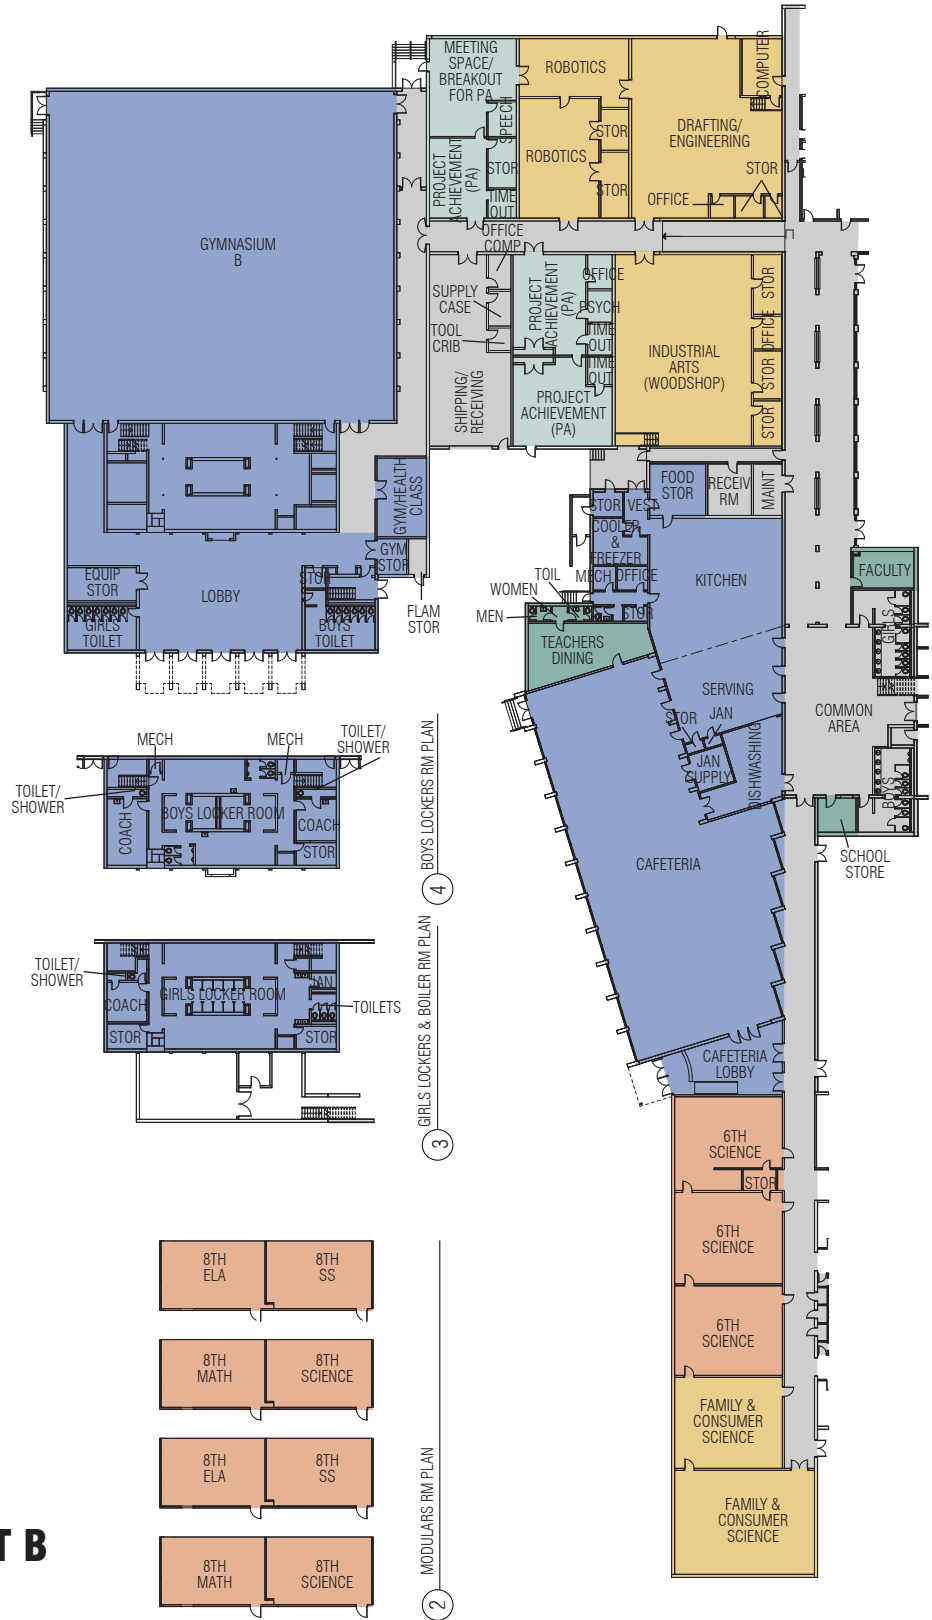 MEETING
SPACE/
BREAKOUT
FOR PA
SPEECH
PROJECT
ACHIEVEMENT
(PA)
STOR
TIME
OUT
ROBOTICS
ROBOTICS
STOR
STOR
DRAFTING/
ENGINEERING
COMPUTER
STOR
OFFICE
GYMNASIUM
B
OFFICE
COMP
SUPPLY
CASE
TOOL
CRIB
SHIPPING/
RECEIVING
PROJECT
ACHIEVEMENT
(PA)
OFFICE
PSYCH
TIME
OUT
TIME
OUT
PROJECT
ACHIEVEMENT
(PA)
INDUSTRIAL
ARTS
(WOODSHOP)
STOR
OFFICE
STOR
STOR
GYM/HEALTH
CLASS
GYM
STOR
FLAM
STOR
EQUIP
STOR
LOBBY
STOR
GIRLS
TOILET
BOYS
TOILET
FOOD
STOR
RECEIV
RM
MAINT
STOR
VEST
COOLER
&
FREEZER
MECH
OFFICE
KITCHEN
TOIL
WOMEN
MEN
STOR
TEACHERS
DINING
FACULTY
GIRLS
SERVING
COMMON
AREA
STOR
JAN
JAN
SUPPLY
DISHWASHING
BOYS
SCHOOL
STORE
CAFETERIA
CAFETERIA
LOBBY
MECH
MECH
TOILET/
SHOWER
TOILET/
SHOWER
COACH
BOYS LOCKER ROOM
COACH
STOR
BOYS LOCKERS RM PLAN
4
TOILET/
SHOWER
COACH
GIRLS LOCKER ROOM
JAN
TOILETS
STOR
STOR
GIRLS LOCKERS & BOILER RM PLAN
3
6TH
SCIENCE
STOR
6TH
SCIENCE
6TH
SCIENCE
FAMILY &
CONSUMER
SCIENCE
FAMILY &
CONSUMER
SCIENCE
8TH
ELA
8TH
SS
8TH
MATH
8TH
SCIENCE
8TH
ELA
8TH
SS
8TH
MATH
8TH
SCIENCE
MODULARS RM PLAN
2
T B